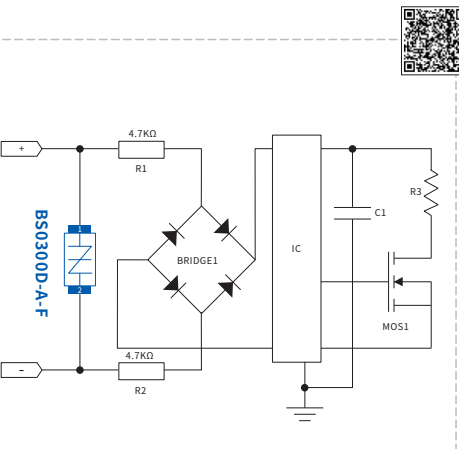 4.7KΩ
+
R1
R3
BS0300D-A-F
1
C1
IC
BRIDGE1
2
MOS1
4.7KΩ
-
R2